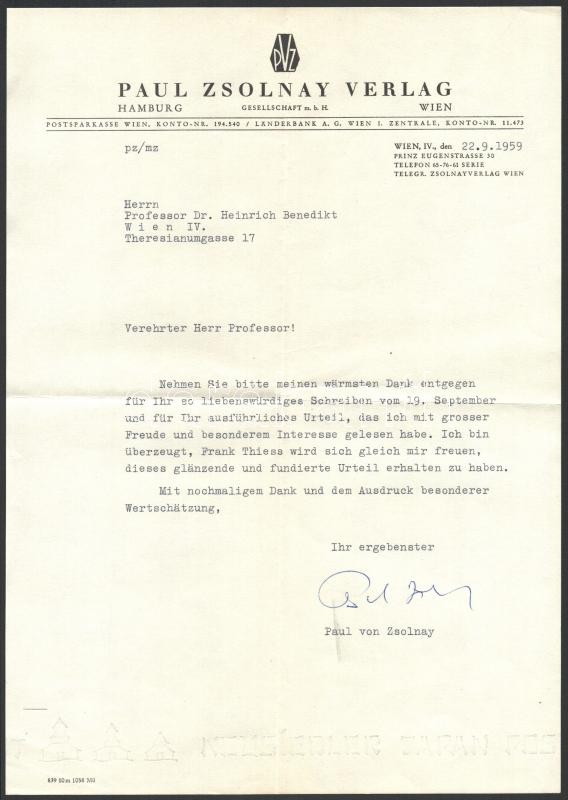 PVZ
PAUL ZSOLNAY VERLAG
HAMBURG GESELLSCHAFT m. b. H. WIEN
POSTSPARKASSE WIEN, KONTO-NR. 194.540 / LÄNDERBANK A. G. WIEN I. ZENTRALE, KONTO-NR. 11.473
pz/mz
WIEN, IV., den 22.9.1959
PRINZ EUGENSTRASSE 30
TELEFON 65-76-61 SERIE
TELEGR. ZSOLNAYVERLAG WIEN
Herrn
Professor Dr. Heinrich Benedikt
W i e n IV.
Theresianumgasse 17
Verehrter Herr Professor!
Nehmen Sie bitte meinen wärmsten Dank entgegen
für Ihr so liebenswürdiges Schreiben vom 19. September
und für Ihr ausführliches Urteil, das ich mit grosser
Freude und besonderem Interesse gelesen habe. Ich bin
überzeugt, Frank Thiess wird sich gleich mir freuen,
dieses glänzende und fundierte Urteil erhalten zu haben.
Mit nochmaligem Dank und dem Ausdruck besonderer
Wertschätzung,
Ihr ergebenster
Paul von Zsolnay